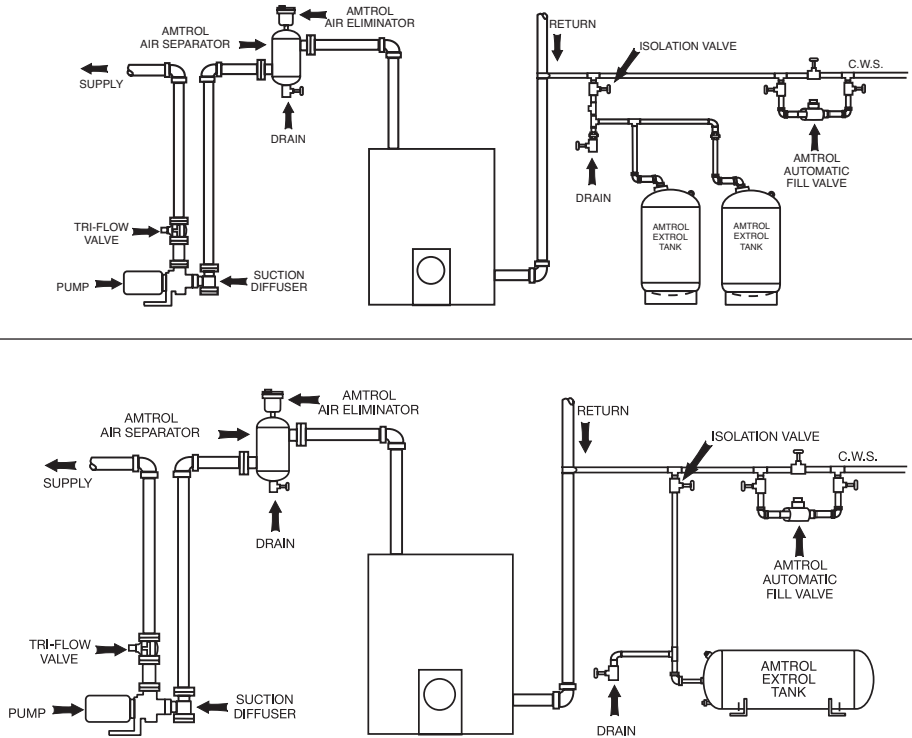 AMTROL
AIR ELIMINATOR
AMTROL
AIR SEPARATOR
SUPPLY
DRAIN
TRI-FLOW
VALVE
PUMP
SUCTION
DIFFUSER
RETURN
ISOLATION VALVE
C.W.S.
DRAIN
AMTROL
AUTOMATIC
FILL VALVE
AMTROL
EXTROL
TANK
AMTROL
EXTROL
TANK
AMTROL
AIR ELIMINATOR
AMTROL
AIR SEPARATOR
SUPPLY
DRAIN
TRI-FLOW
VALVE
PUMP
SUCTION
DIFFUSER
RETURN
ISOLATION VALVE
C.W.S.
AMTROL
AUTOMATIC
FILL VALVE
DRAIN
AMTROL
EXTROL
TANK